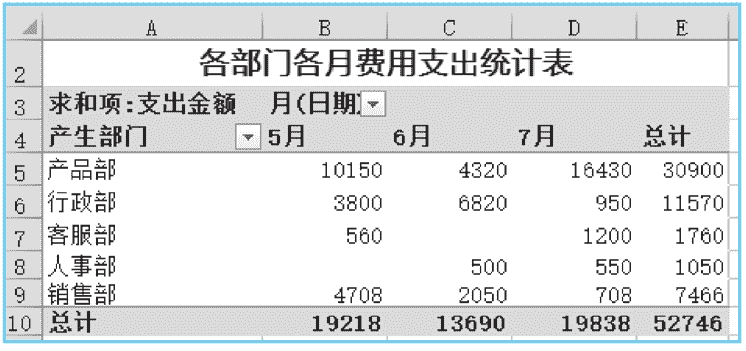 A B C D E
2 各部门各月费用支出统计表
3 求和项:支出金额 月(日期)
4 产生部门 5月 6月 7月 总计
5 产品部 10150 4320 16430 30900
6 行政部 3800 6820 950 11570
7 客服部 560 1200 1760
8 人事部 500 550 1050
9 销售部 4708 2050 708 7466
10 总计 19218 13690 19838 52746